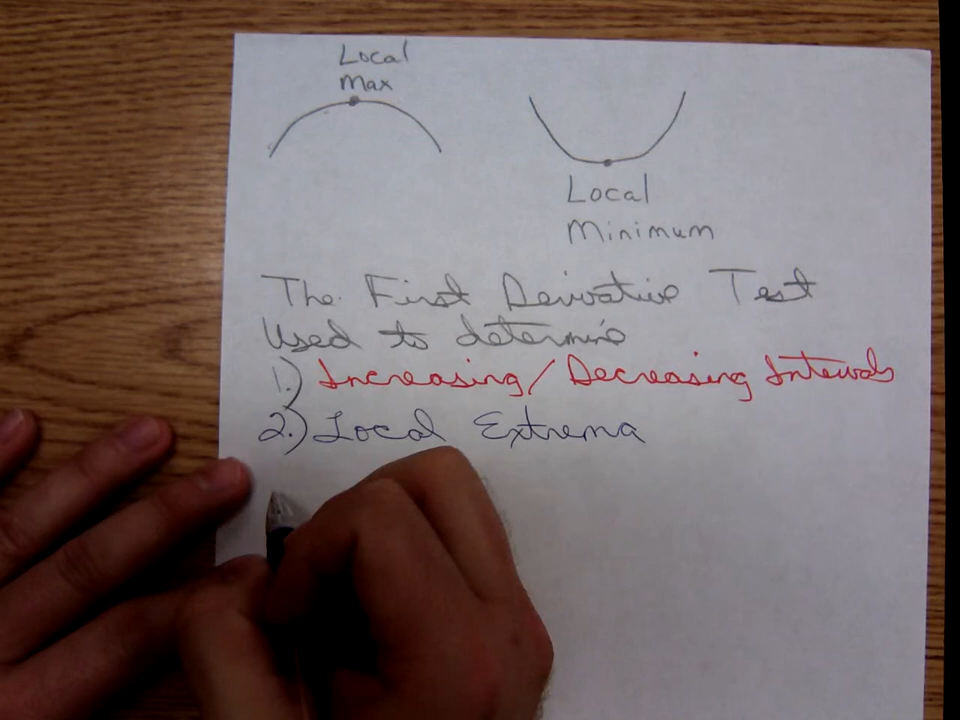 Local
Max
Local
Minimum
The First Derivative Test
Used to determine
1.) Increasing/Decreasing Intervals
2.) Local Extrema